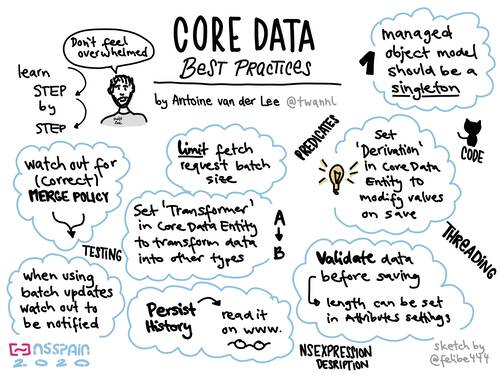 CORE DATA
BEST PRACTICES
by Antoine van der Lee @twannl
Don't feel
overwhelmed
learn
STEP
by
STEP
1
managed
object model
should be a
singleton
CODE
PREDICATES
limit fetch
request batch
size
Set
'Derivation'
in Core Data
Entity to
modify values
on save
watch out for
(correct)
MERGE POLICY
TESTING
Set 'Transformer'
in Core Data Entity
to transform data
into other types
A
B
THREADING
Validate data
before saving
length can be set
in Attributes settings
when using
batch updates
watch out to
be notified
Persist
History
read it
on www.
NSEXPRESSION
DESRIPTION
NSSPAIN
2020
sketch by
@felibe444